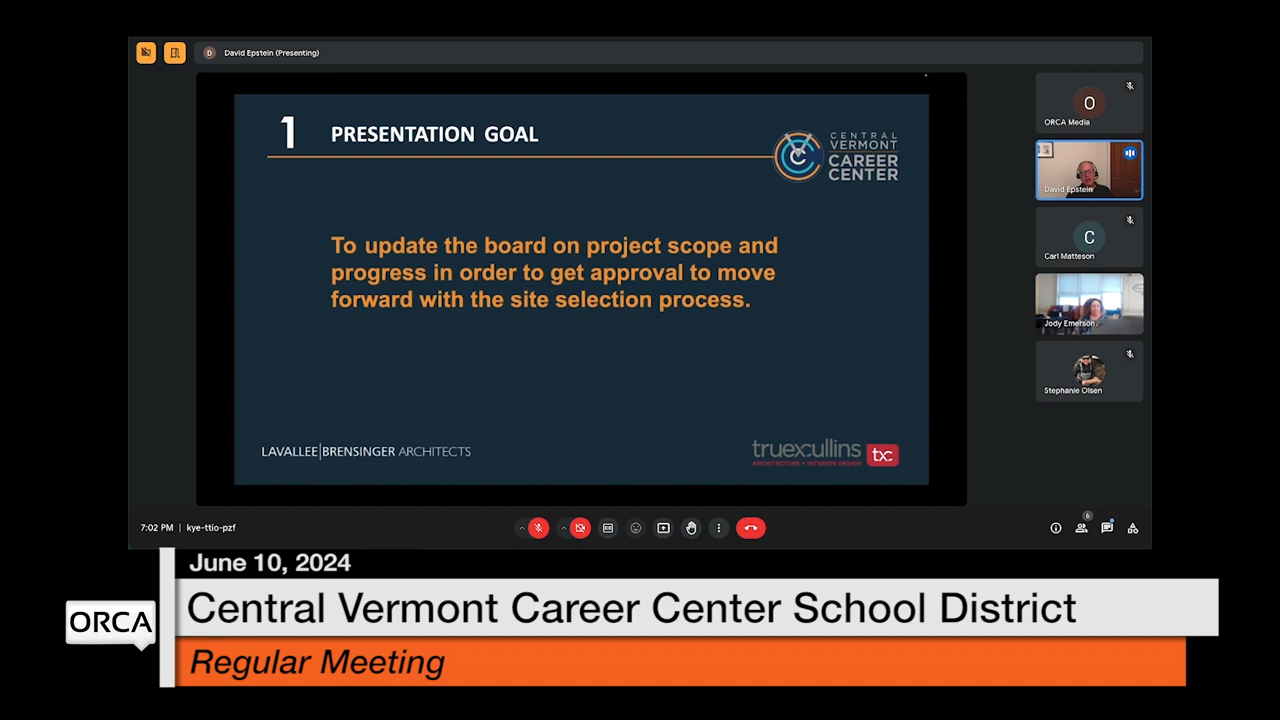 D David Epstein (Presenting)
1 PRESENTATION GOAL
CENTRAL
VERMONT
CAREER
CENTER
To update the board on project scope and
progress in order to get approval to move
forward with the site selection process.
LAVALLEE|BRENSINGER ARCHITECTS
truexcullins
ARCHITECTURE + INTERIOR DESIGN
txc
O
ORCA Media
David Epstein
C
Carl Matteson
Jody Emerson
Stephanie Olsen
7:02 PM | kye-ttio-pzf
6
June 10, 2024
ORCA
Central Vermont Career Center School District
Regular Meeting